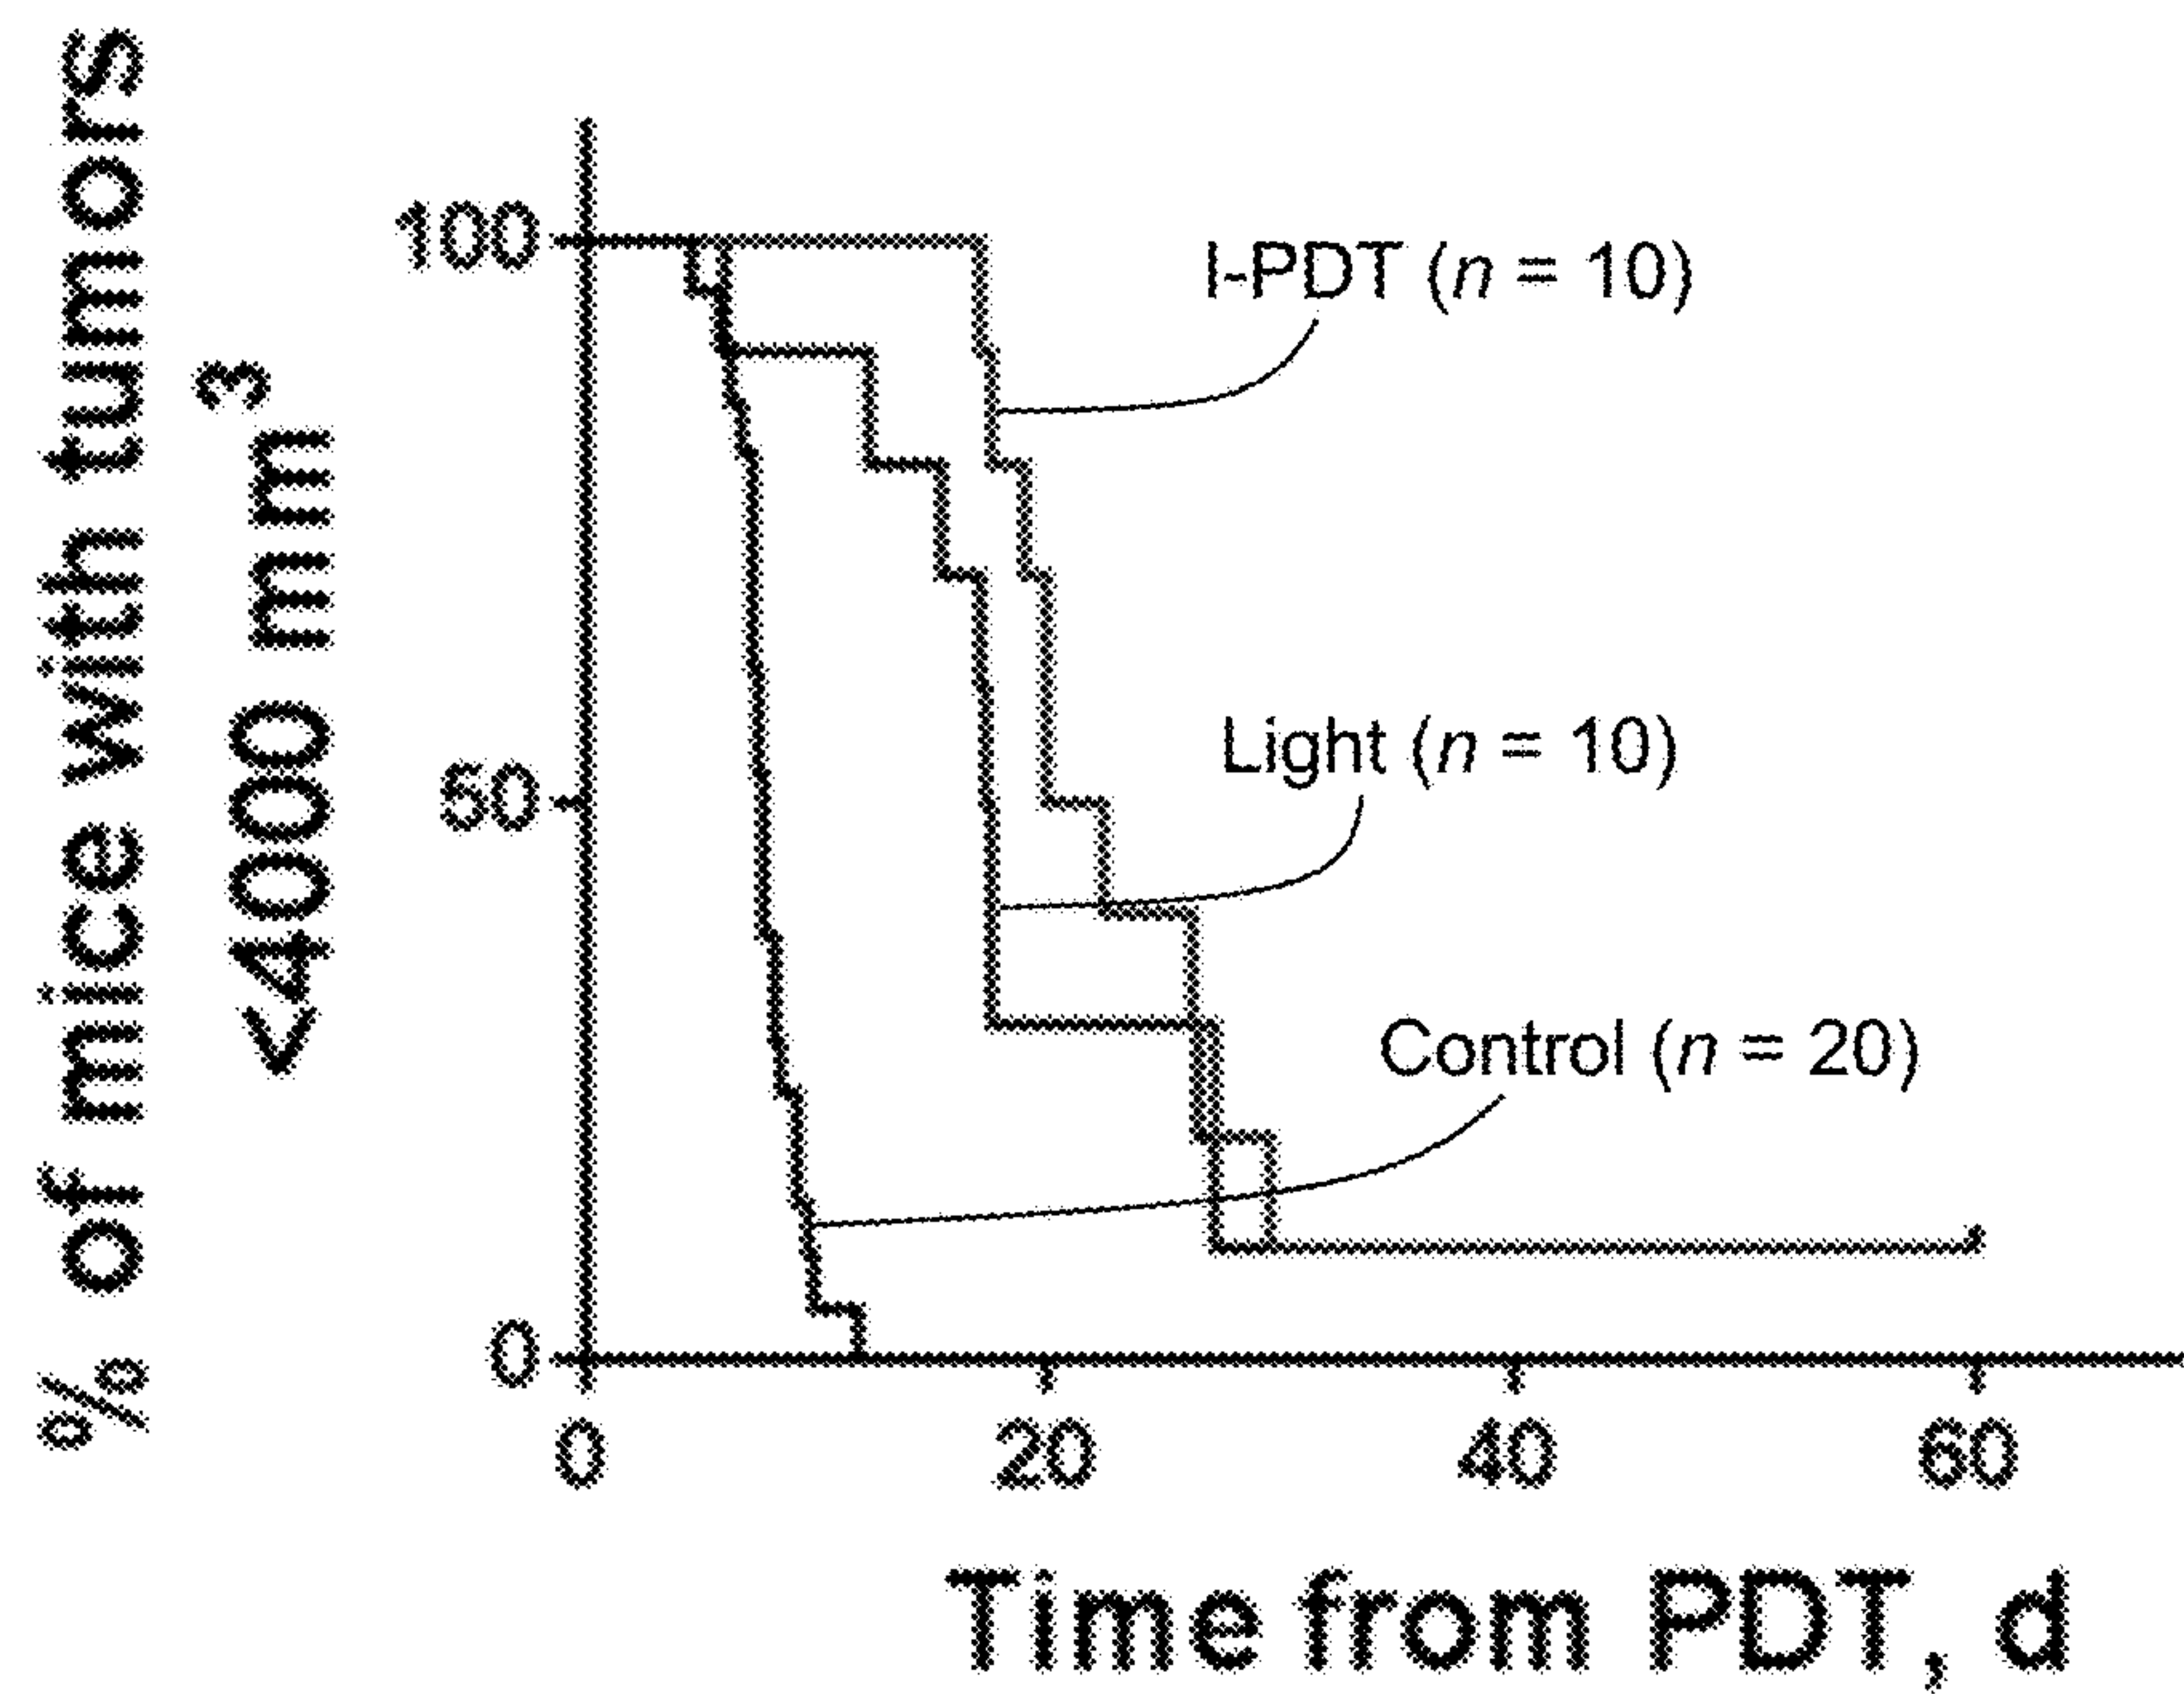 % of mice with tumors
<4000 mm³
100
50
0
I-PDT (n = 10)
Light (n = 10)
Control (n = 20)
0 20 40 60
Time from PDT, d